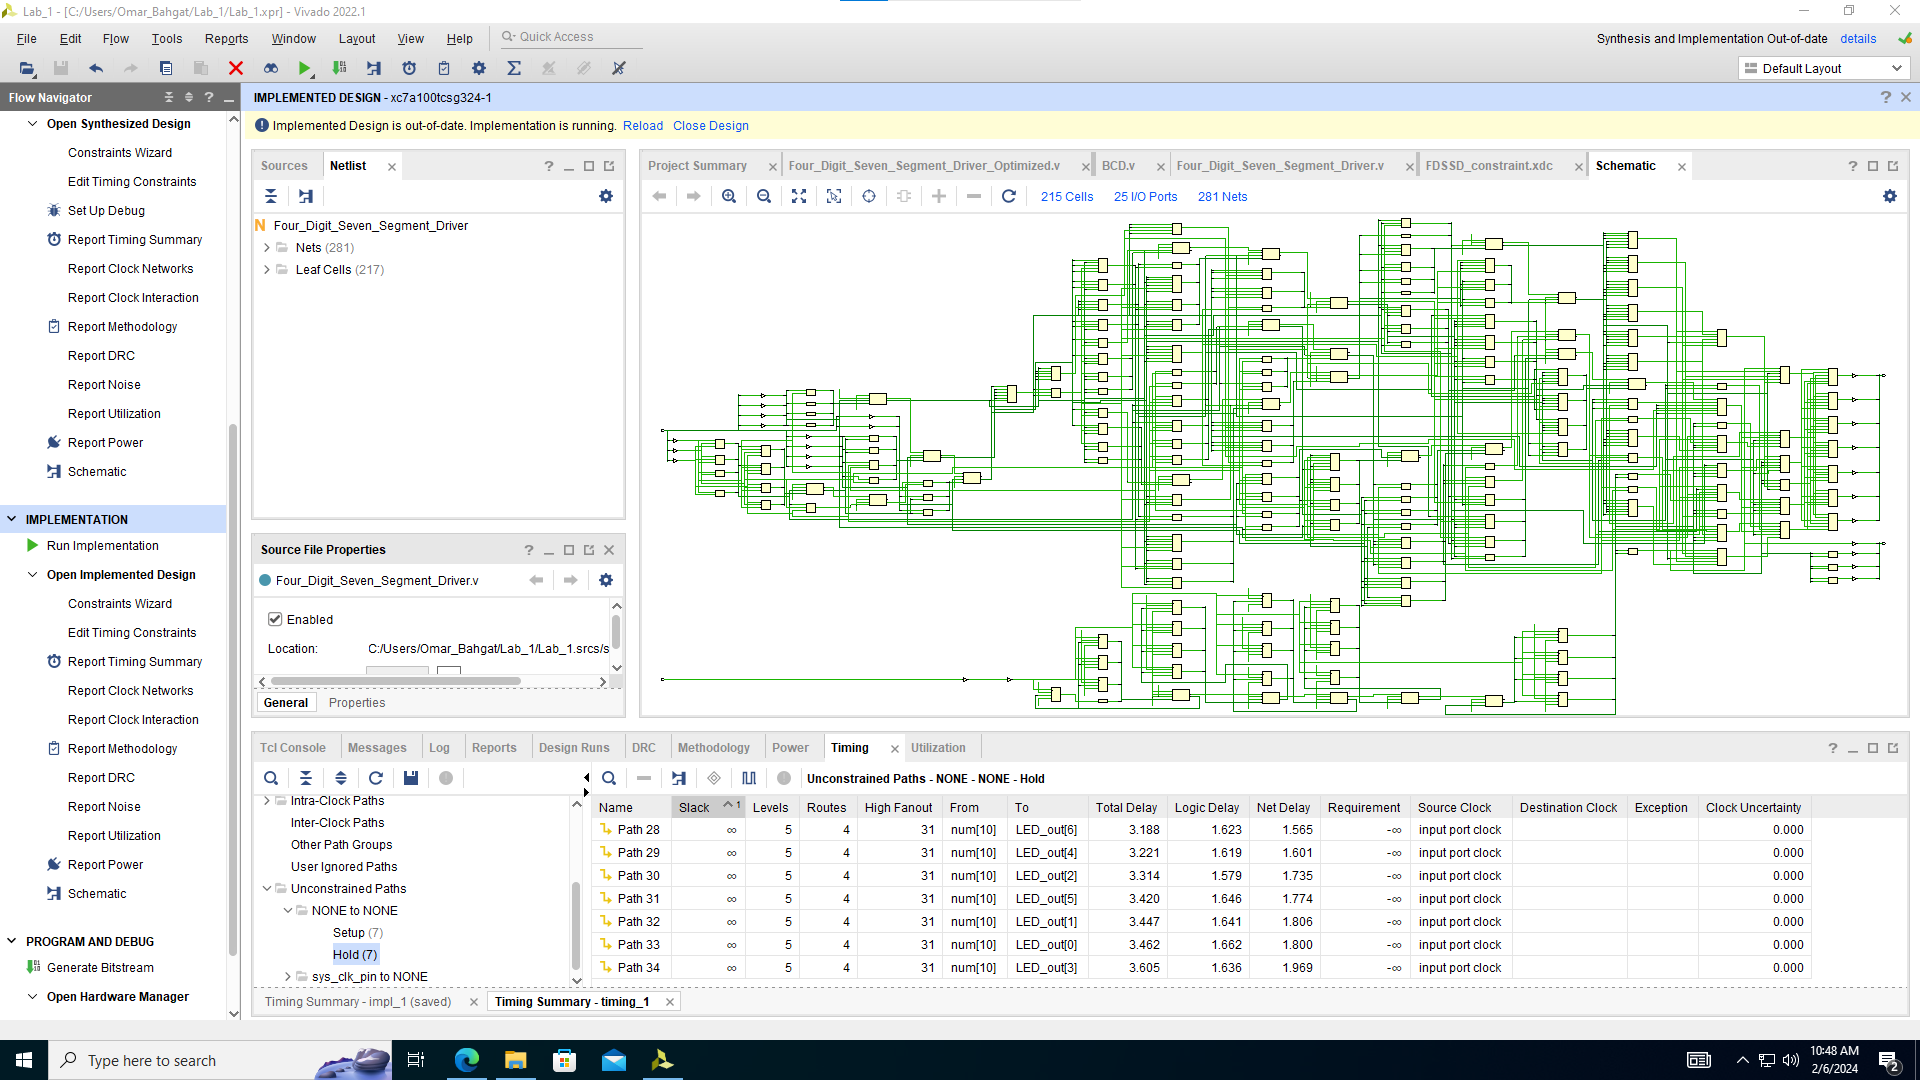 Lab_1 - [C:/Users/Omar_Bahgat/Lab_1/Lab_1.xpr] - Vivado 2022.1
File Edit Flow Tools Reports Window Layout View Help Quick Access
Synthesis and Implementation Out-of-date details
Default Layout
Flow Navigator
Open Synthesized Design
Constraints Wizard
Edit Timing Constraints
Set Up Debug
Report Timing Summary
Report Clock Networks
Report Clock Interaction
Report Methodology
Report DRC
Report Noise
Report Utilization
Report Power
Schematic
IMPLEMENTATION
Run Implementation
Open Implemented Design
Constraints Wizard
Edit Timing Constraints
Report Timing Summary
Report Clock Networks
Report Clock Interaction
Report Methodology
Report DRC
Report Noise
Report Utilization
Report Power
Schematic
PROGRAM AND DEBUG
Generate Bitstream
Open Hardware Manager
IMPLEMENTED DESIGN - xc7a100tcsg324-1
Implemented Design is out-of-date. Implementation is running. Reload Close Design
Sources Netlist
N Four_Digit_Seven_Segment_Driver
Nets (281)
Leaf Cells (217)
Source File Properties
Four_Digit_Seven_Segment_Driver.v
Enabled
Location: C:/Users/Omar_Bahgat/Lab_1/Lab_1.srcs/s
General Properties
Project Summary Four_Digit_Seven_Segment_Driver_Optimized.v BCD.v Four_Digit_Seven_Segment_Driver.v FDSSD_constraint.xdc Schematic
215 Cells 25 I/O Ports 281 Nets
Tcl Console Messages Log Reports Design Runs DRC Methodology Power Timing Utilization
Intra-Clock Paths
Inter-Clock Paths
Other Path Groups
User Ignored Paths
Unconstrained Paths
NONE to NONE
Setup (7)
Hold (7)
sys_clk_pin to NONE
Unconstrained Paths - NONE - NONE - Hold
Name Slack 1 Levels Routes High Fanout From To Total Delay Logic Delay Net Delay Requirement Source Clock Destination Clock Exception Clock Uncertainty
Path 28 ∞ 5 4 31 num[10] LED_out[6] 3.188 1.623 1.565 -∞ input port clock 0.000
Path 29 ∞ 5 4 31 num[10] LED_out[4] 3.221 1.619 1.601 -∞ input port clock 0.000
Path 30 ∞ 5 4 31 num[10] LED_out[2] 3.314 1.579 1.735 -∞ input port clock 0.000
Path 31 ∞ 5 4 31 num[10] LED_out[5] 3.420 1.646 1.774 -∞ input port clock 0.000
Path 32 ∞ 5 4 31 num[10] LED_out[1] 3.447 1.641 1.806 -∞ input port clock 0.000
Path 33 ∞ 5 4 31 num[10] LED_out[0] 3.462 1.662 1.800 -∞ input port clock 0.000
Path 34 ∞ 5 4 31 num[10] LED_out[3] 3.605 1.636 1.969 -∞ input port clock 0.000
Timing Summary - impl_1 (saved) Timing Summary - timing_1
Type here to search
10:48 AM
2/6/2024
2